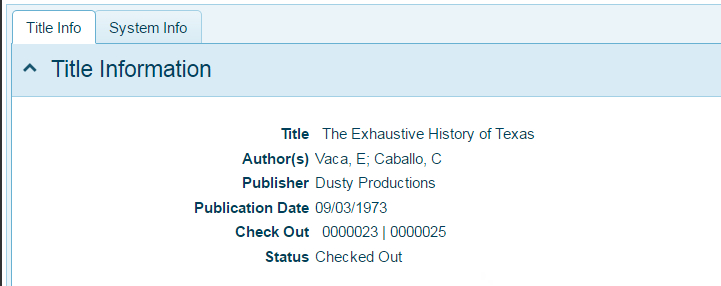 Title Info System Info
Title Information
Title The Exhaustive History of Texas
Author(s) Vaca, E; Caballo, C
Publisher Dusty Productions
Publication Date 09/03/1973
Check Out 0000023 | 0000025
Status Checked Out